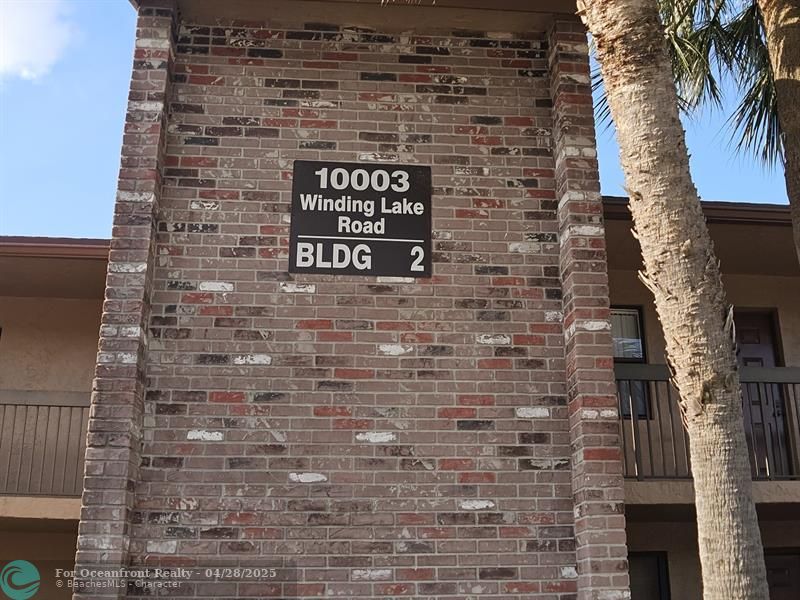 10003
Winding Lake
Road
BLDG 2
For Oceanfront Realty - 04/28/2025
© BeachesMLS - Character